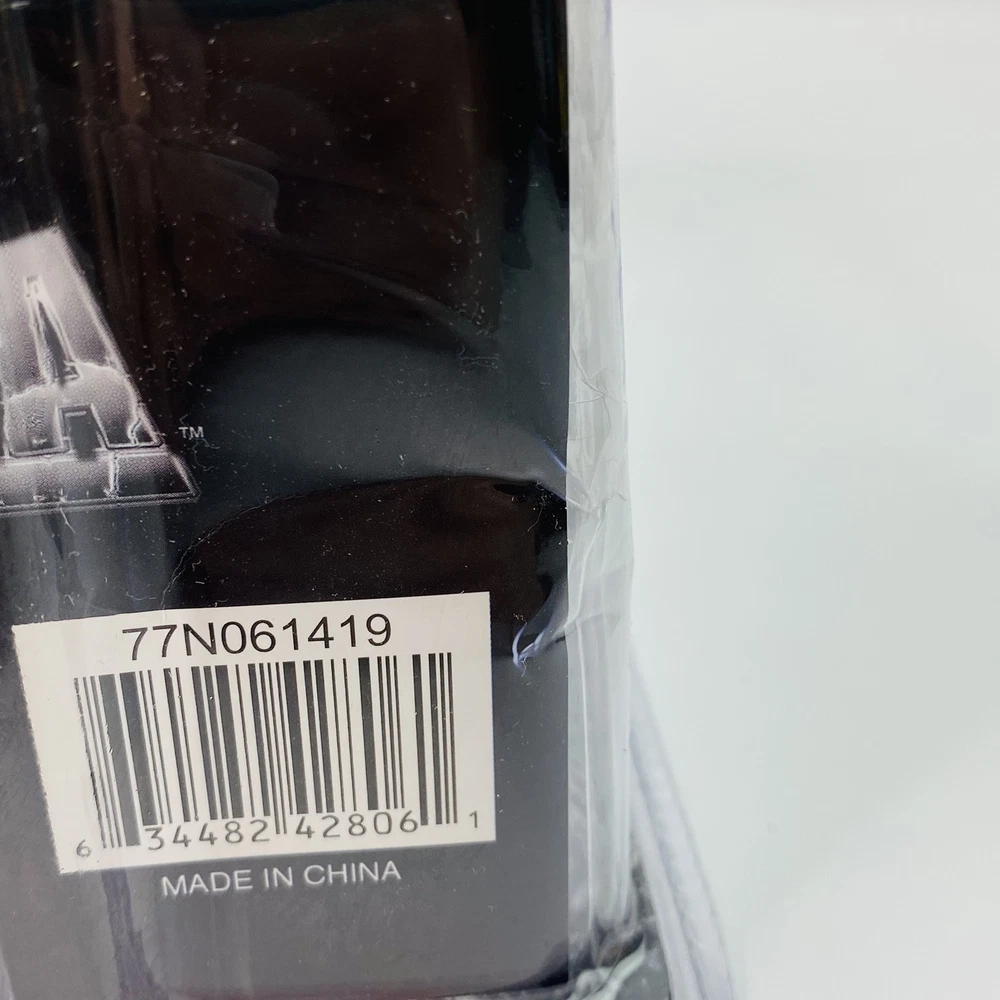 A
™
77N061419
6 34482 42806 1
MADE IN CHINA